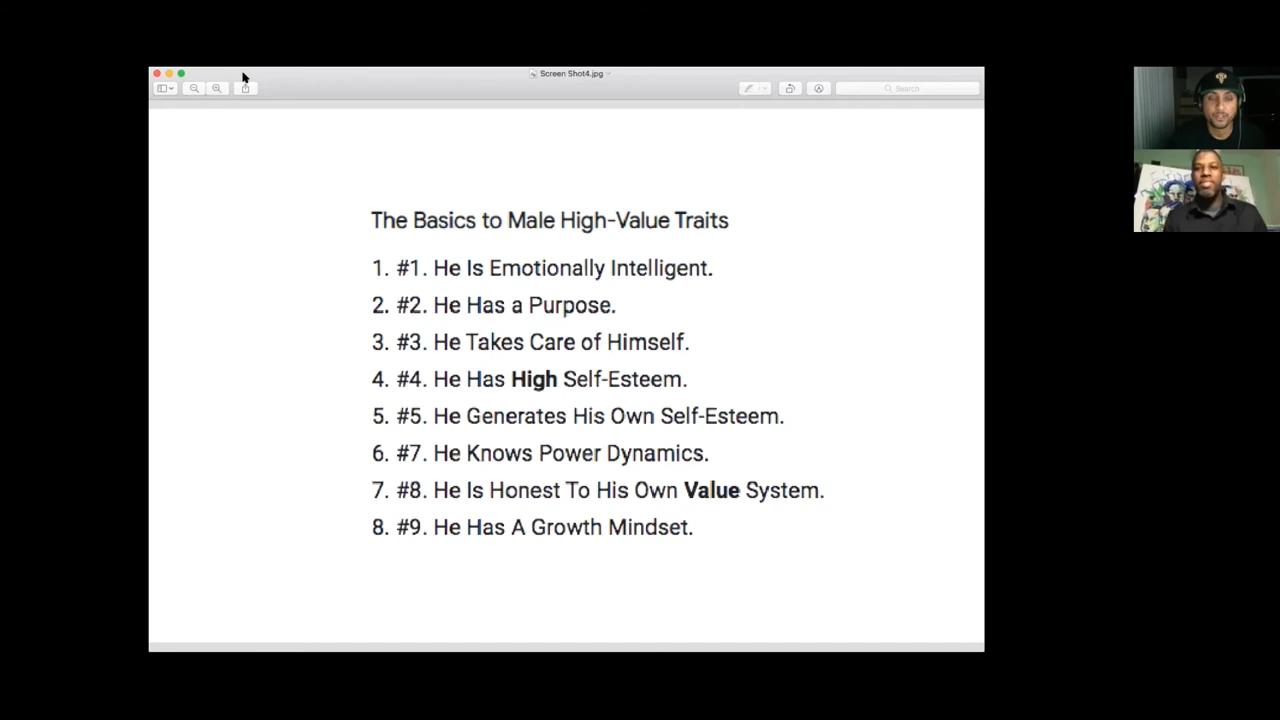 Screen Shot4.jpg
Search
The Basics to Male High-Value Traits
1. #1. He Is Emotionally Intelligent.
2. #2. He Has a Purpose.
3. #3. He Takes Care of Himself.
4. #4. He Has High Self-Esteem.
5. #5. He Generates His Own Self-Esteem.
6. #7. He Knows Power Dynamics.
7. #8. He Is Honest To His Own Value System.
8. #9. He Has A Growth Mindset.